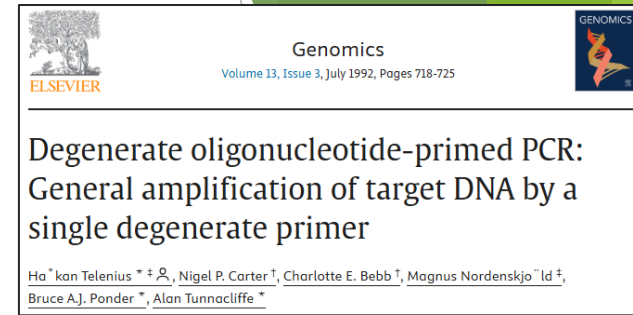 ELSEVIER
Genomics
Volume 13, Issue 3, July 1992, Pages 718-725
GENOMICS
Degenerate oligonucleotide-primed PCR:
General amplification of target DNA by a
single degenerate primer
Ha˚kan Telenius * ‡, Nigel P. Carter †, Charlotte E. Bebb †, Magnus Nordenskjo¨ld ‡,
Bruce A.J. Ponder *, Alan Tunnacliffe *